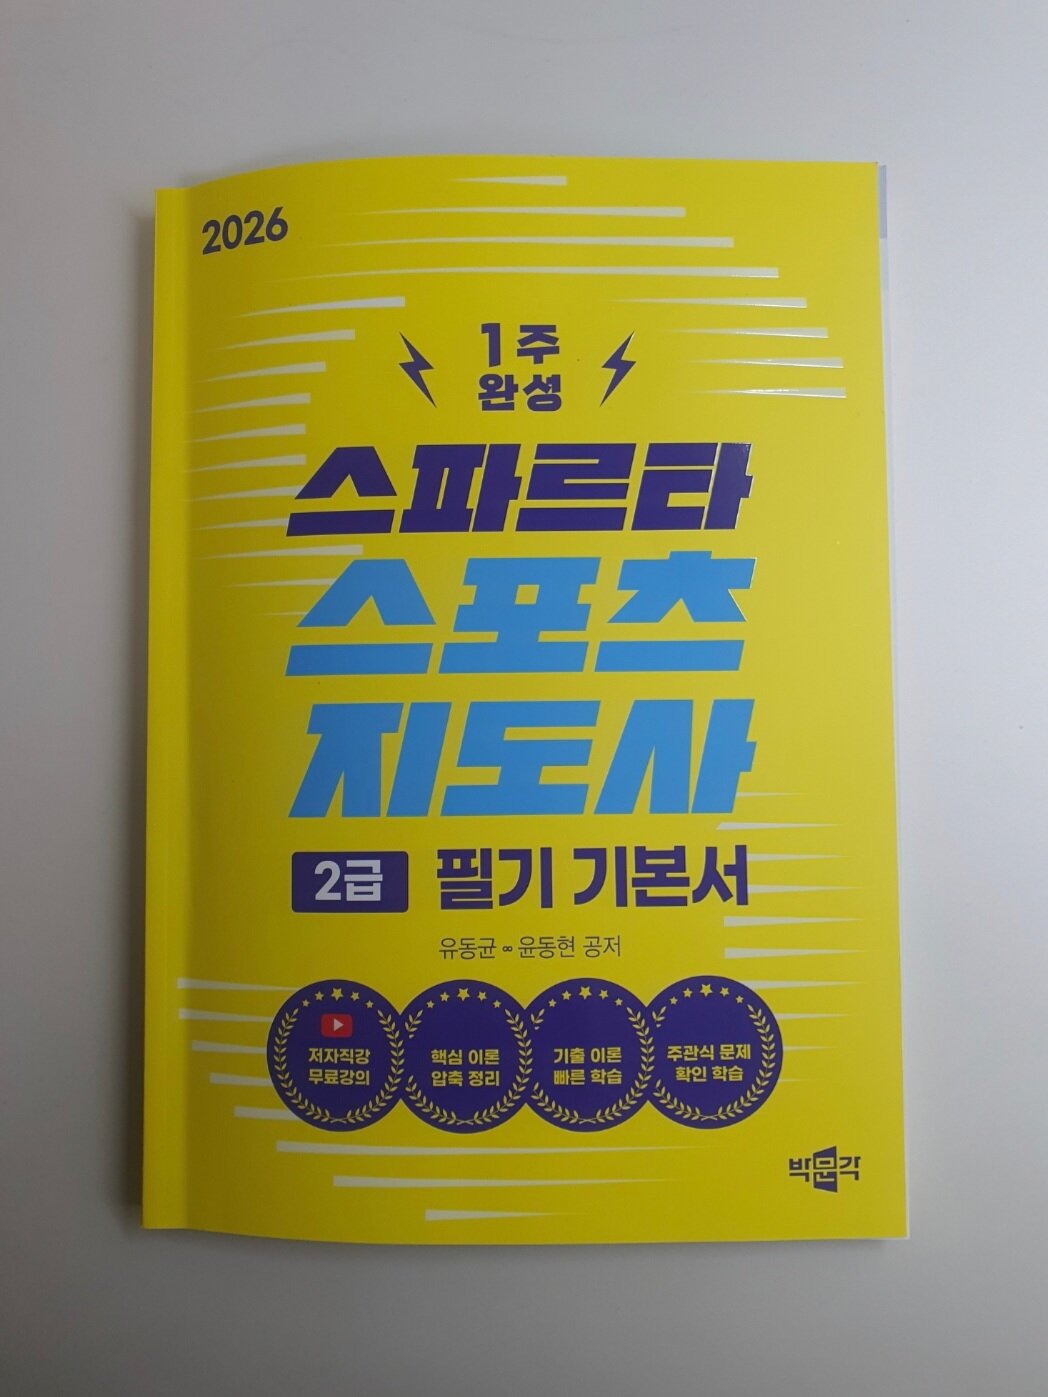 2026
1주
완성
스파르타
스포츠
지도사
2급 필기 기본서
유동균 ∞ 윤동현 공저
저자직강
무료강의
핵심 이론
압축 정리
기출 이론
빠른 학습
주관식 문제
확인 학습
박문각